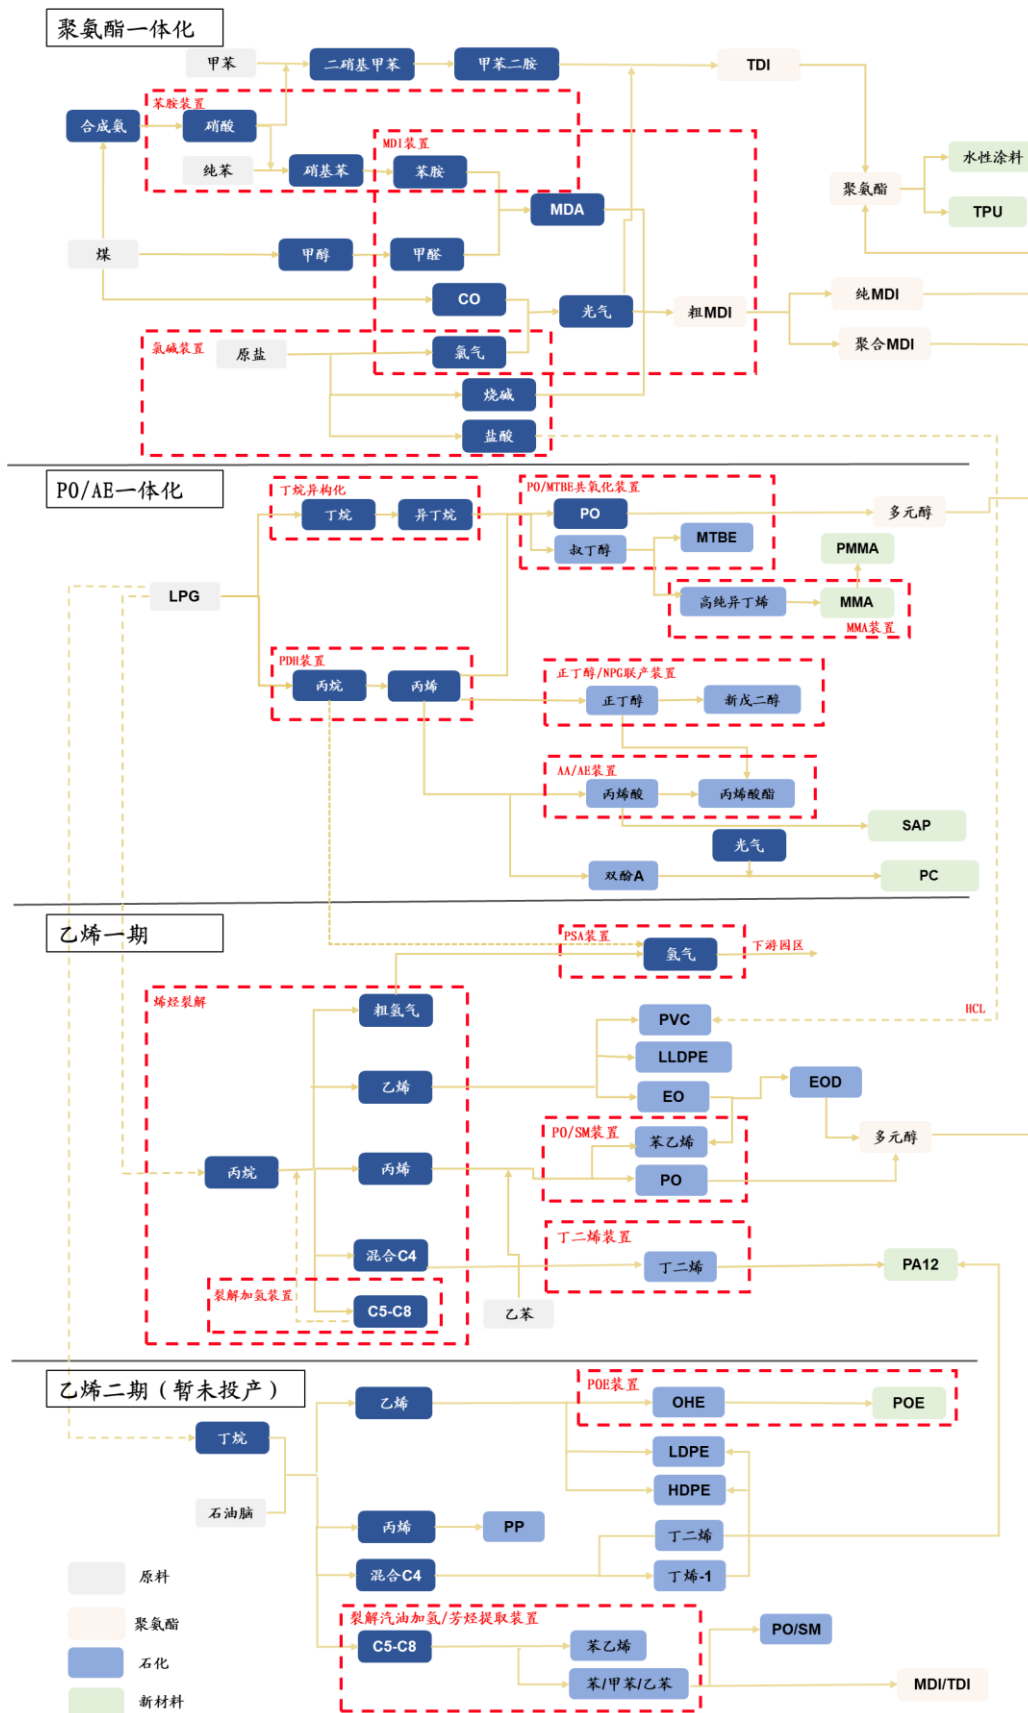 聚氨酯一体化
甲苯
二硝基甲苯
甲苯二胺
TDI
苯胺装置
合成氨
硝酸
MDI装置
水性涂料
纯苯
硝基苯
苯胺
聚氨酯
MDA
TPU
煤
甲醇
甲醛
CO
光气
粗MDI
纯MDI
氯碱装置
原盐
氯气
聚合MDI
烧碱
盐酸
PO/AE一体化
丁烷异构化
PO/MTBE共氧化装置
丁烷
异丁烷
PO
多元醇
叔丁醇
MTBE
PMMA
LPG
高纯异丁烯
MMA
MMA装置
PDH装置
正丁醇/NPG联产装置
丙烷
丙烯
正丁醇
新戊二醇
AA/AE装置
丙烯酸
丙烯酸酯
SAP
光气
双酚A
PC
乙烯一期
PSA装置
氢气
下游园区
烯烃裂解
粗氢气
PVC
HCL
LLDPE
乙烯
EO
EOD
PO/SM装置
苯乙烯
多元醇
丙烷
丙烯
PO
丁二烯装置
混合C4
丁二烯
PA12
裂解加氢装置
C5-C8
乙苯
乙烯二期（暂未投产）
POE装置
乙烯
OHE
POE
丁烷
LDPE
HDPE
石油脑
丙烯
PP
丁二烯
混合C4
丁烯-1
原料
裂解汽油加氢/芳烃提取装置
聚氨酯
C5-C8
苯乙烯
PO/SM
石化
苯/甲苯/乙苯
MDI/TDI
新材料